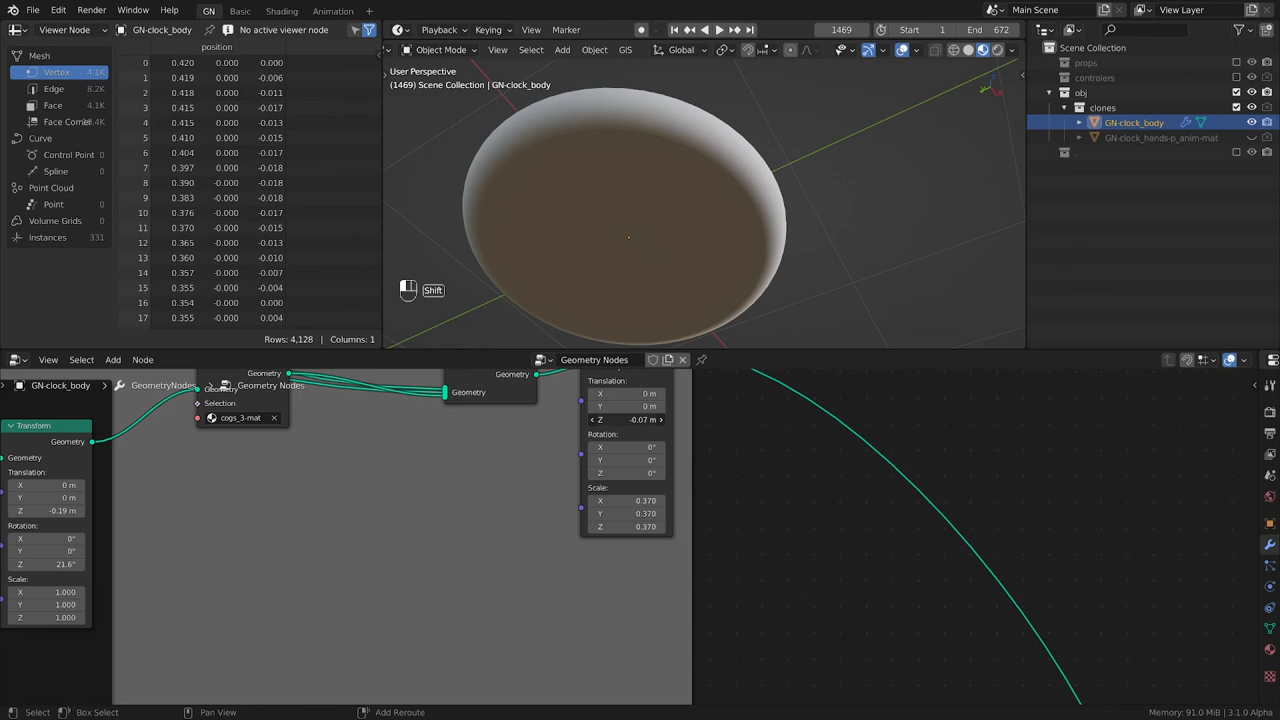 File Edit Render Window Help GN Basic Shading Animation Main Scene View Layer
Viewer Node GN-clock_body No active viewer node
Playback Keying View Marker 1469 Start 1 End 672
Scene Collection
Object Mode View Select Add Object GIS Global
position
Mesh
Vertex 4.1K
Edge 8.2K
Face 4.1K
Face Corner
Curve
Control Point 0
Spline 0
Point Cloud
Point 0
Volume Grids 0
Instances 331
0 0.420 0.000 0.000
1 0.419 0.000 -0.006
2 0.418 0.000 -0.011
3 0.415 0.000 -0.017
4 0.415 0.000 -0.013
5 0.410 0.000 -0.015
6 0.404 0.000 -0.017
7 0.397 -0.000 -0.018
8 0.390 -0.000 -0.018
9 0.383 -0.000 -0.018
10 0.376 -0.000 -0.017
11 0.370 -0.000 -0.015
12 0.365 -0.000 -0.013
13 0.360 -0.000 -0.010
14 0.357 -0.000 -0.007
15 0.355 -0.000 -0.004
16 0.354 -0.000 0.000
17 0.355 -0.000 0.004
Rows: 4,128 | Columns: 1
User Perspective
(1469) Scene Collection | GN-clock_body
Shift
props
controlers
obj
clones
GN-clock_body
GN-clock_hands-p_anim-mat
View Select Add Node Geometry Nodes
GN-clock_body GeometryNodes Geometry Nodes
Geometry
Geometry
Selection
cogs_3-mat
Geometry
Geometry
Transform
Geometry
Geometry
Translation:
X 0 m
Y 0 m
Z -0.19 m
Rotation:
X 0°
Y 0°
Z 21.6°
Scale:
X 1.000
Y 1.000
Z 1.000
Translation:
X 0 m
Y 0 m
Z -0.07 m
Rotation:
X 0°
Y 0°
Z 0°
Scale:
X 0.370
Y 0.370
Z 0.370
Select Box Select Pan View Add Reroute Memory: 91.0 MiB | 3.1.0 Alpha